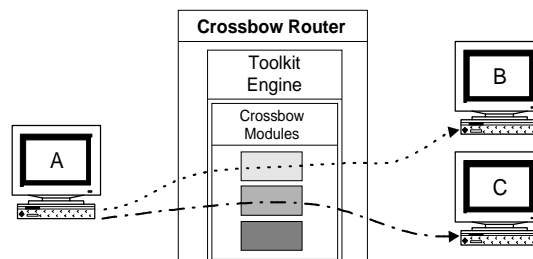 Crossbow Router
Toolkit
Engine
Crossbow
Modules
A
B
C